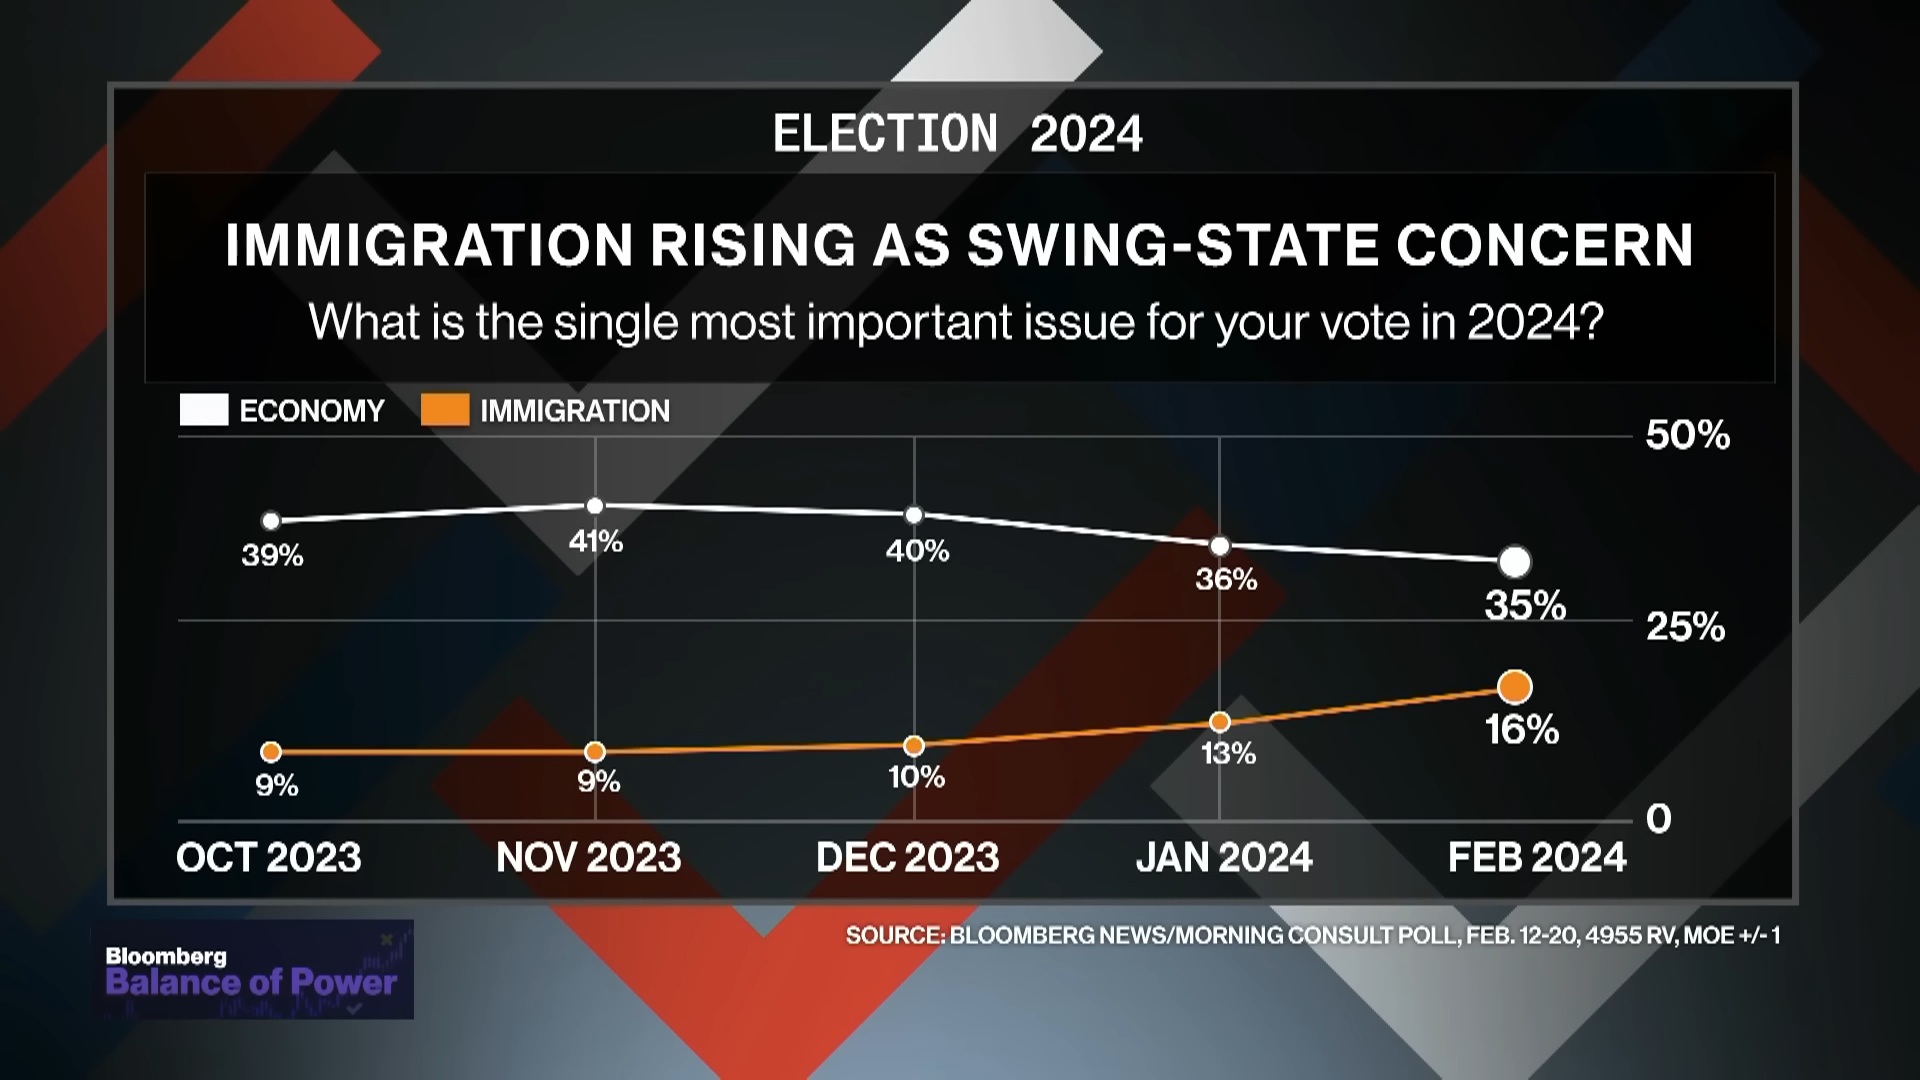 ELECTION 2024
IMMIGRATION RISING AS SWING-STATE CONCERN
What is the single most important issue for your vote in 2024?
ECONOMY IMMIGRATION
50%
39% 41% 40% 36% 35%
25%
9% 9% 10% 13% 16%
0
OCT 2023 NOV 2023 DEC 2023 JAN 2024 FEB 2024
SOURCE: BLOOMBERG NEWS/MORNING CONSULT POLL, FEB. 12-20, 4955 RV, MOE +/- 1
Bloomberg
Balance of Power